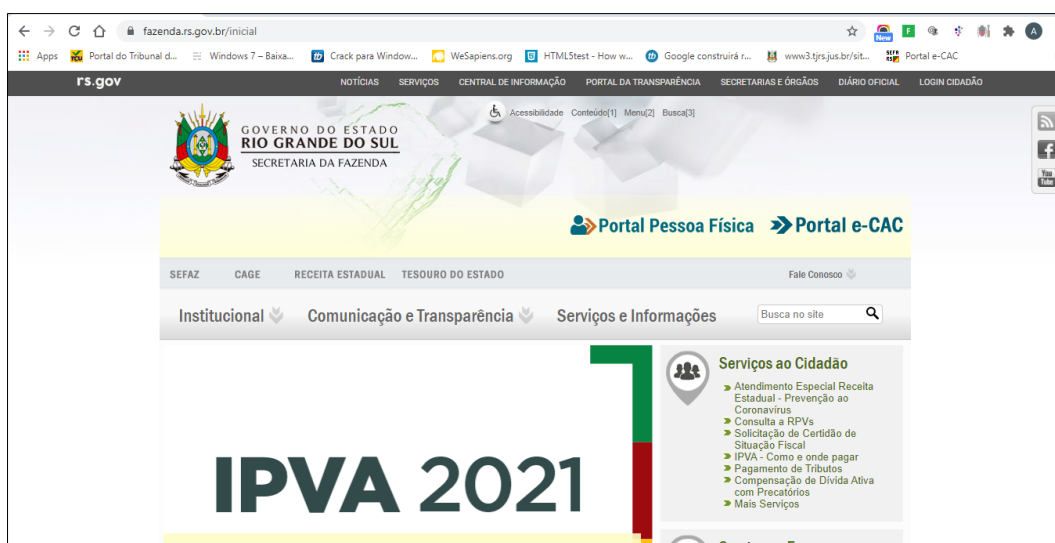 fazenda.rs.gov.br/inicial
New
F
A
Apps
Portal do Tribunal d...
Windows 7 – Baixa...
Crack para Window...
WeSapiens.org
HTML5test - How w...
Google construirá r...
www3.tjrs.jus.br/sit...
Portal e-CAC
rs.gov
NOTÍCIAS SERVIÇOS CENTRAL DE INFORMAÇÃO PORTAL DA TRANSPARÊNCIA SECRETARIAS E ÓRGÃOS DIÁRIO OFICIAL LOGIN CIDADÃO
Acessibilidade Conteúdo[1] Menu[2] Busca[3]
GOVERNO DO ESTADO
RIO GRANDE DO SUL
SECRETARIA DA FAZENDA
You
Tube
Portal Pessoa Física Portal e-CAC
SEFAZ CAGE RECEITA ESTADUAL TESOURO DO ESTADO Fale Conosco
Institucional Comunicação e Transparência Serviços e Informações Busca no site
IPVA 2021
Serviços ao Cidadão
Atendimento Especial Receita
Estadual - Prevenção ao
Coronavírus
Consulta a RPVs
Solicitação de Certidão de
Situação Fiscal
IPVA - Como e onde pagar
Pagamento de Tributos
Compensação de Dívida Ativa
com Precatórios
Mais Serviços